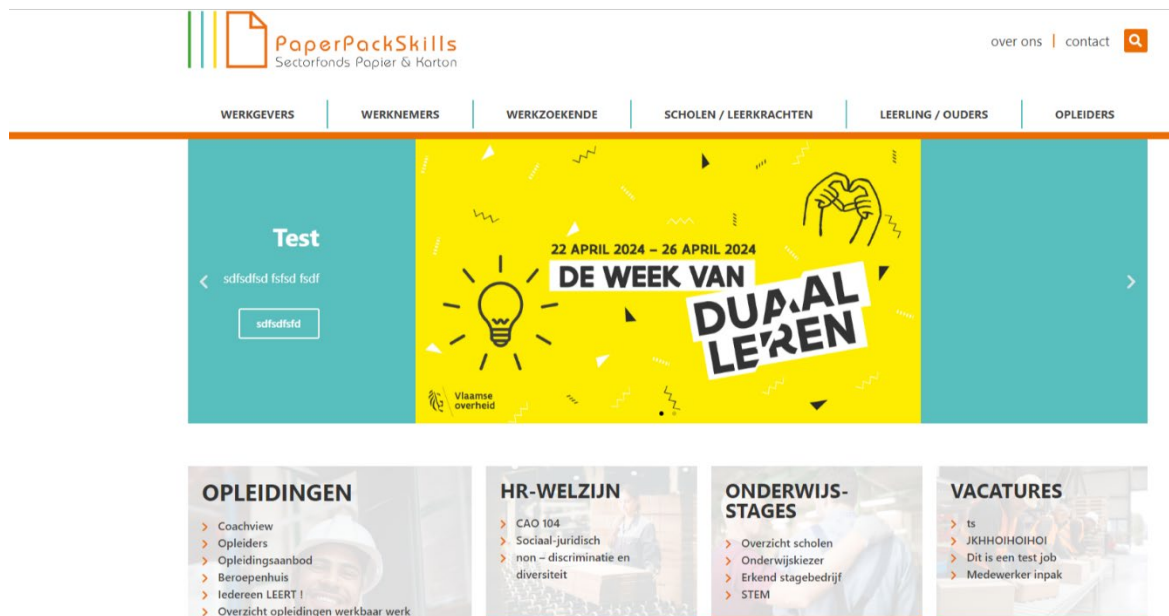 PaperPackSkills
Sectorfonds Papier & Karton
over ons | contact
WERKGEVERS WERKNEMERS WERKZOEKENDE SCHOLEN / LEERKRACHTEN LEERLING / OUDERS OPLEIDERS
Test
sdfsdfsd fsfsd fsdf
sdfsdfsfd
22 APRIL 2024 – 26 APRIL 2024
DE WEEK VAN
DUAAL
LEREN
Vlaamse
overheid
OPLEIDINGEN
Coachview
Opleiders
Opleidingsaanbod
Beroepenhuis
Iedereen LEERT !
Overzicht opleidingen werkbaar werk
HR-WELZIJN
CAO 104
Sociaal-juridisch
non – discriminatie en
diversiteit
ONDERWIJS-
STAGES
Overzicht scholen
Onderwijskiezer
Erkend stagebedrijf
STEM
VACATURES
ts
JKHHOIHOIHOI
Dit is een test job
Medewerker inpak